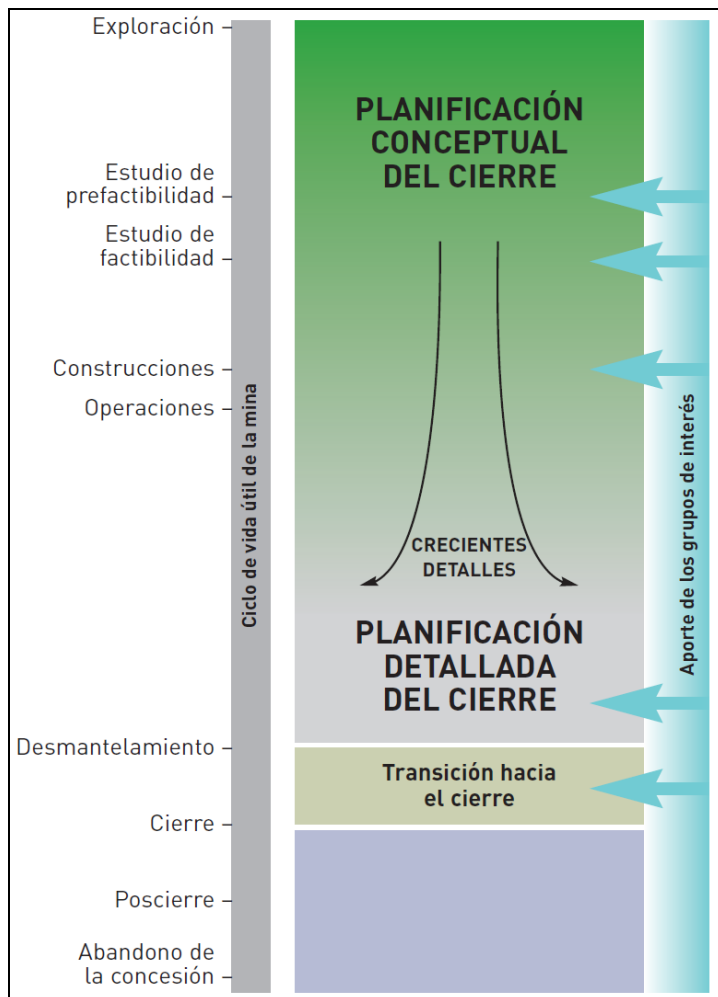 Exploración
Estudio de
prefactibilidad
Estudio de
factibilidad
Construcciones
Operaciones
Desmantelamiento
Cierre
Poscierre
Abandono de
la concesión
Ciclo de vida útil de la mina
PLANIFICACIÓN
CONCEPTUAL
DEL CIERRE
CRECIENTES
DETALLES
PLANIFICACIÓN
DETALLADA
DEL CIERRE
Transición hacia
el cierre
Aporte de los grupos de interés